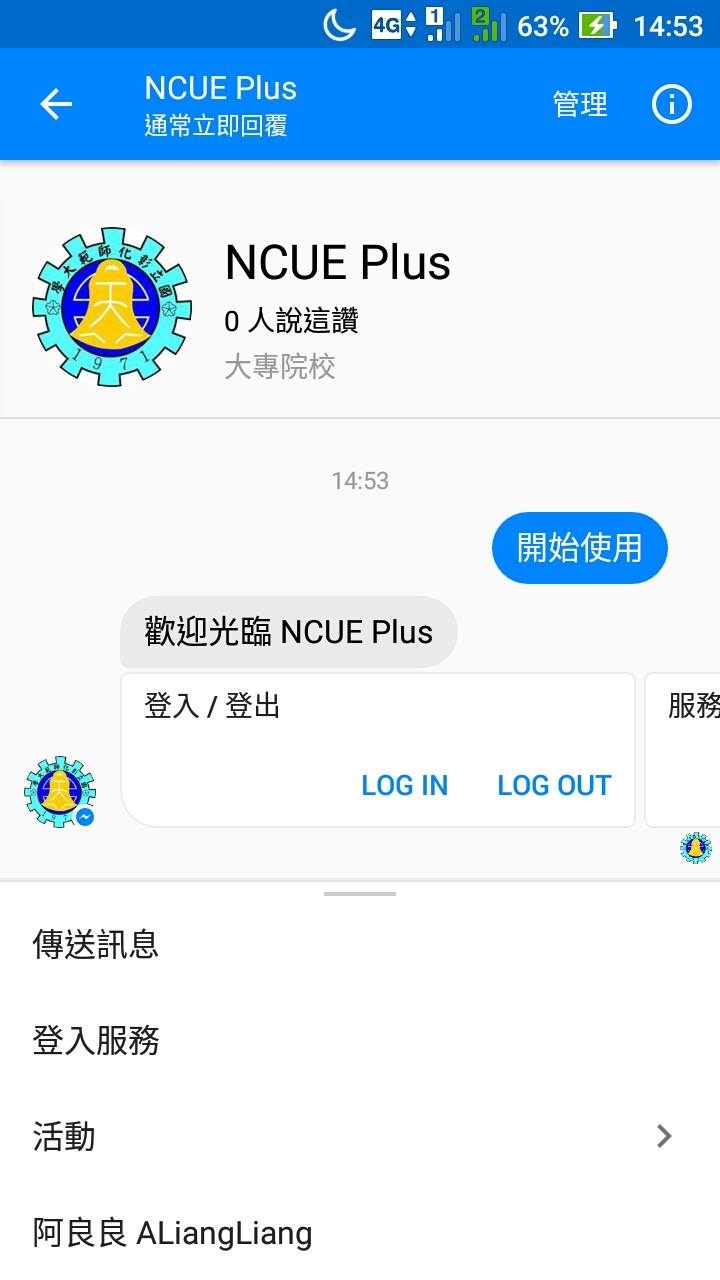 4G 1 2 63% 14:53
NCUE Plus
通常立即回覆
管理
國立彰化師範大學
1971
NCUE Plus
0 人說這讚
大專院校
14:53
開始使用
歡迎光臨 NCUE Plus
登入 / 登出
服務
LOG IN
LOG OUT
傳送訊息
登入服務
活動
阿良良 ALiangLiang